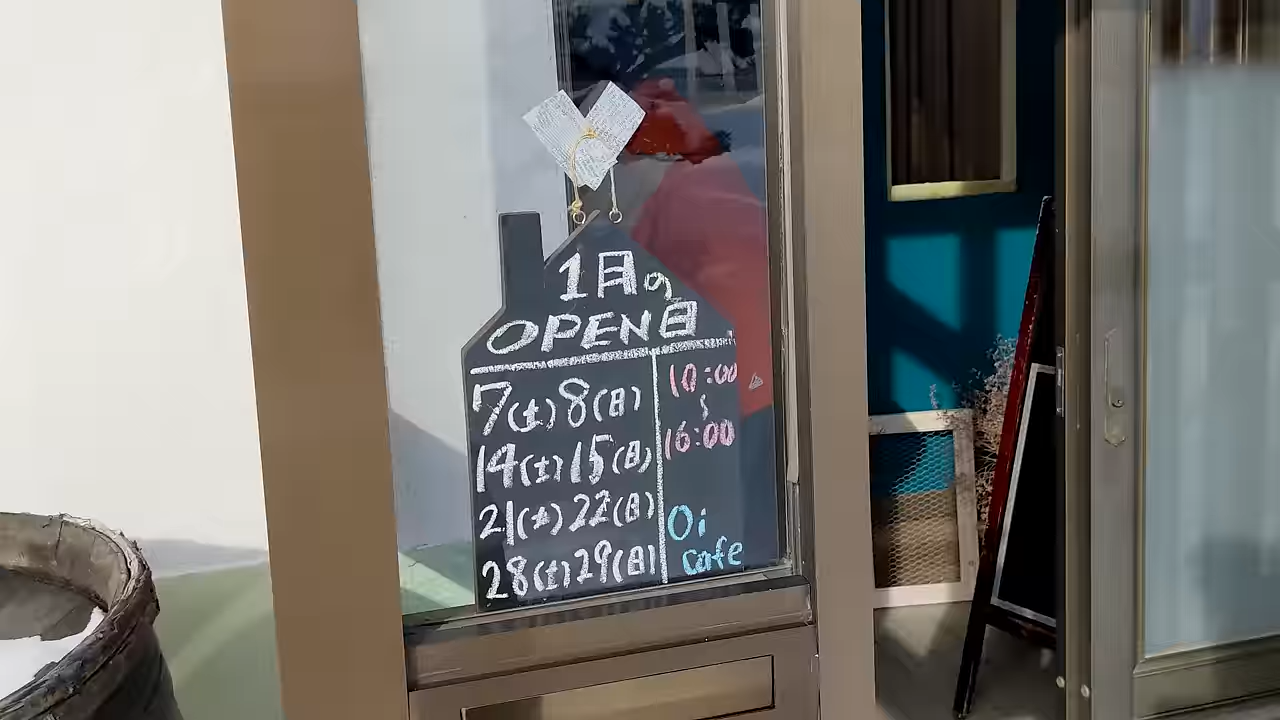 1月の
OPEN日
7(土)8(日)
14(土)15(日)
21(土)22(日)
28(土)29(日)
10:00
〜
16:00
Oi
cafe